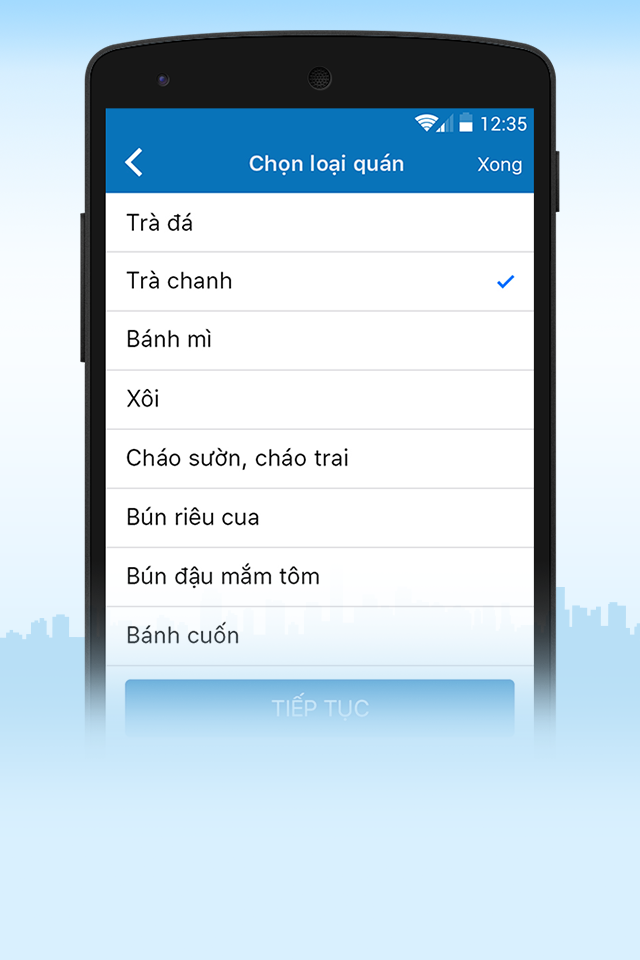 12:35
Chọn loại quán
Xong
Trà đá
Trà chanh
Bánh mì
Xôi
Cháo sườn, cháo trai
Bún riêu cua
Bún đậu mắm tôm
Bánh cuốn
TIẾP TỤC